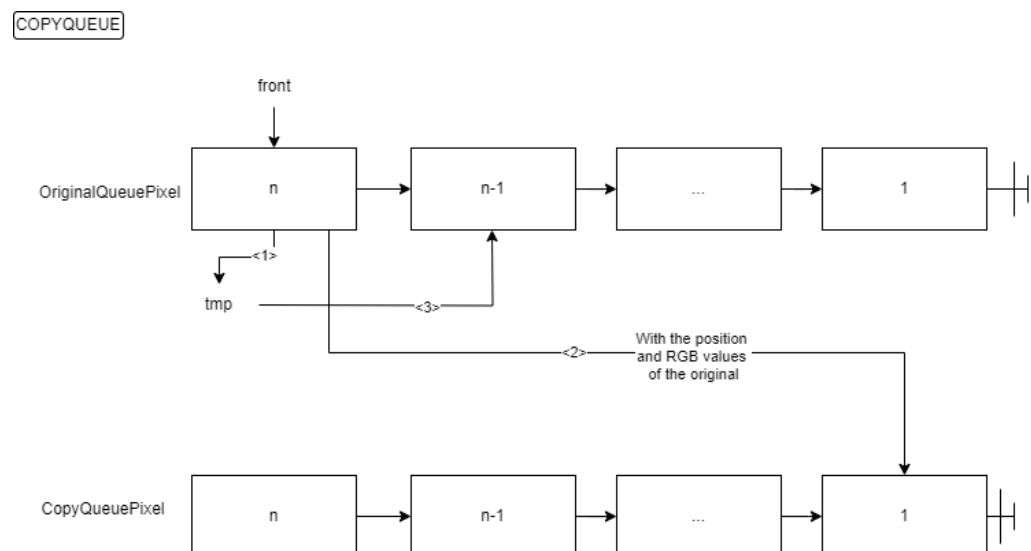 COPYQUEUE
front
OriginalQueuePixel
n
n-1
...
1
<1>
tmp
<3>
<2>
With the position
and RGB values
of the original
CopyQueuePixel
n
n-1
...
1